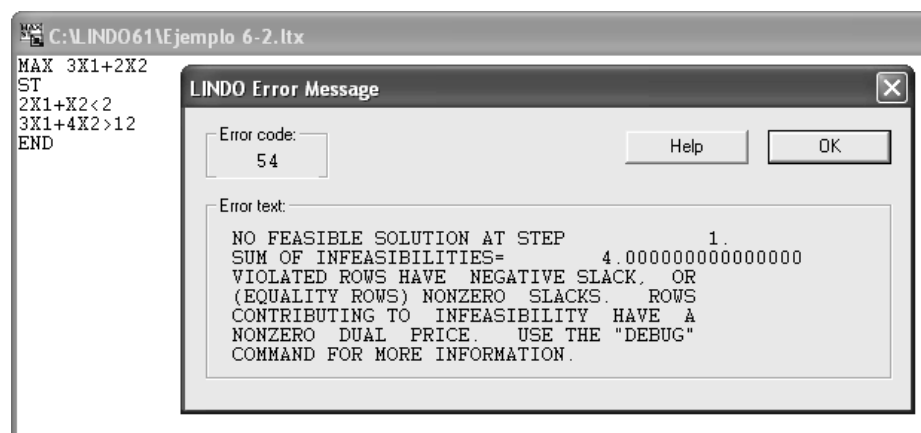 C:\LINDO61\Ejemplo 6-2.ltx
MAX 3X1+2X2
ST
2X1+X2<2
3X1+4X2>12
END
LINDO Error Message
Error code:
54
Help
OK
Error text:
NO FEASIBLE SOLUTION AT STEP 1.
SUM OF INFEASIBILITIES= 4.000000000000000
VIOLATED ROWS HAVE NEGATIVE SLACK, OR
(EQUALITY ROWS) NONZERO SLACKS. ROWS
CONTRIBUTING TO INFEASIBILITY HAVE A
NONZERO DUAL PRICE. USE THE "DEBUG"
COMMAND FOR MORE INFORMATION.